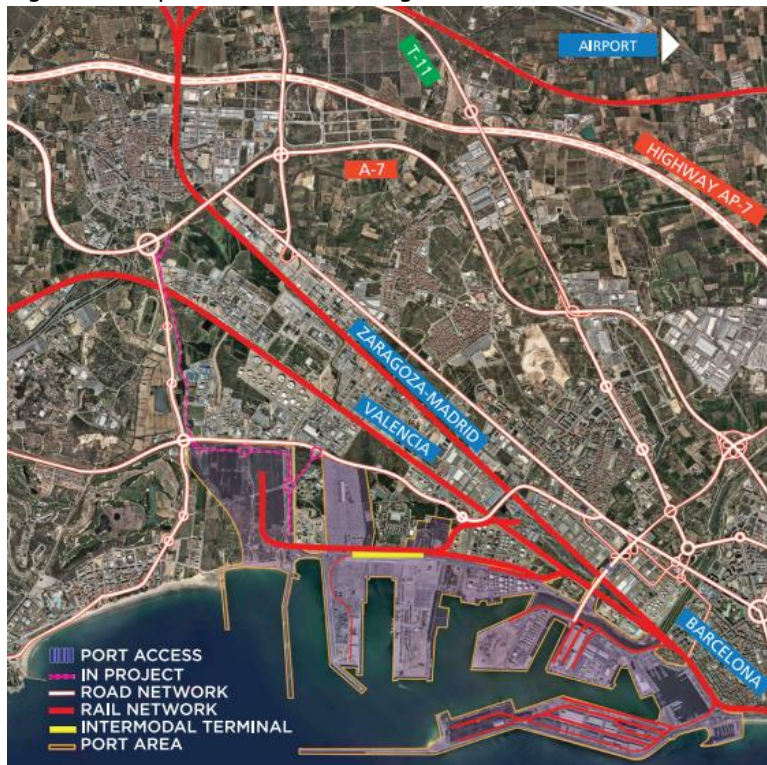 AIRPORT
T-11
A-7
HIGHWAY AP-7
ZARAGOZA-MADRID
VALENCIA
BARCELONA
PORT ACCESS
IN PROJECT
ROAD NETWORK
RAIL NETWORK
INTERMODAL TERMINAL
PORT AREA